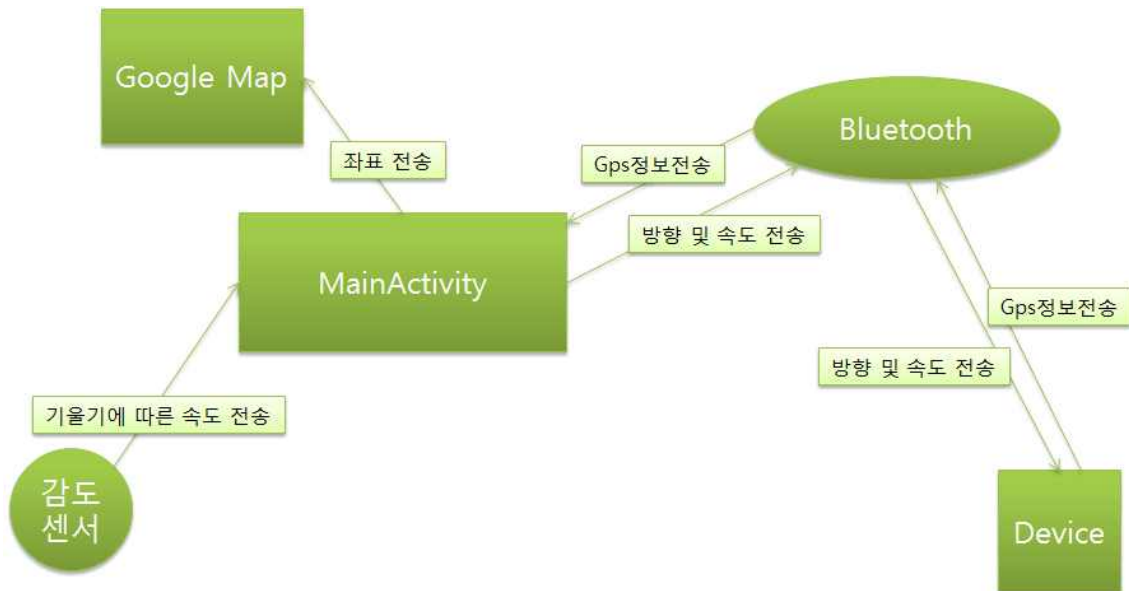 Google Map
Bluetooth
좌표 전송
Gps정보전송
방향 및 속도 전송
MainActivity
Gps정보전송
방향 및 속도 전송
기울기에 따른 속도 전송
감도
센서
Device